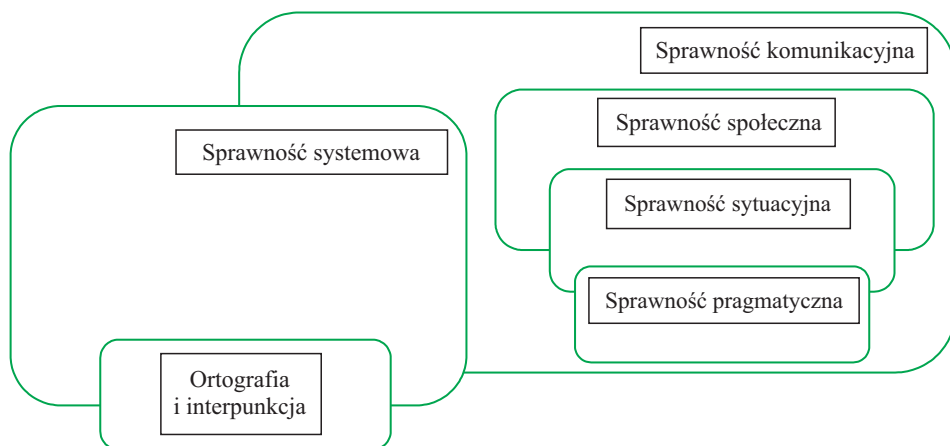 Sprawność komunikacyjna
Sprawność społeczna
Sprawność systemowa
Sprawność sytuacyjna
Sprawność pragmatyczna
Ortografia
i interpunkcja